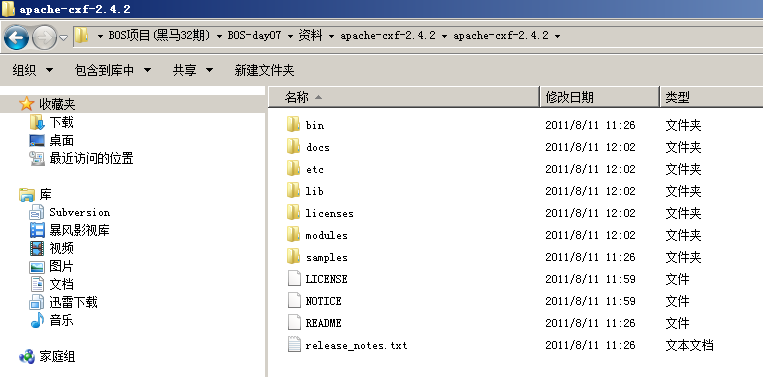 apache-cxf-2.4.2
BOS项目(黑马32期) BOS-day07 资料 apache-cxf-2.4.2 apache-cxf-2.4.2
组织 包含到库中 共享 新建文件夹
收藏夹
下载
桌面
最近访问的位置
库
Subversion
暴风影视库
视频
图片
文档
迅雷下载
音乐
家庭组
名称 修改日期 类型
bin 2011/8/11 11:26 文件夹
docs 2011/8/11 12:02 文件夹
etc 2011/8/11 12:02 文件夹
lib 2011/8/11 12:02 文件夹
licenses 2011/8/11 12:02 文件夹
modules 2011/8/11 12:02 文件夹
samples 2011/8/11 11:26 文件夹
LICENSE 2011/8/11 11:59 文件
NOTICE 2011/8/11 11:59 文件
README 2011/8/11 11:26 文件
release_notes.txt 2011/8/11 11:26 文本文档